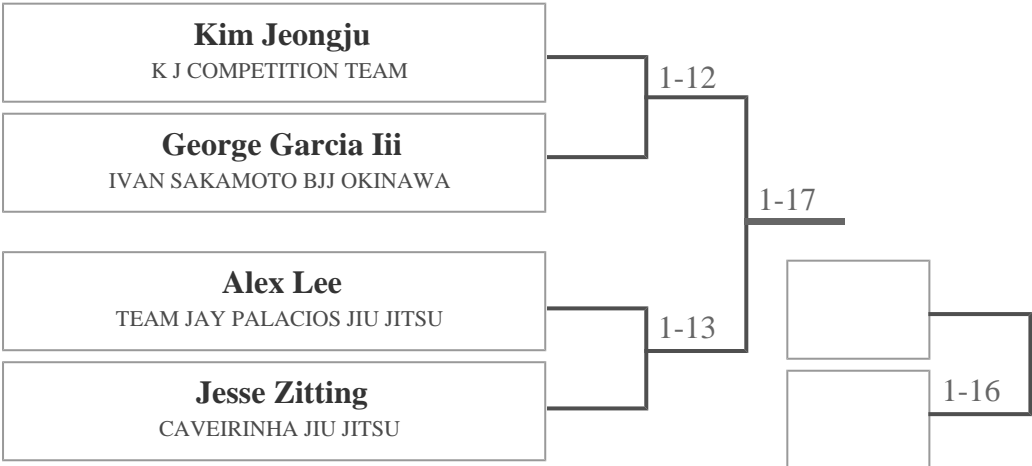 Kim Jeongju
K J COMPETITION TEAM
1-12
George Garcia Iii
IVAN SAKAMOTO BJJ OKINAWA
1-17
Alex Lee
TEAM JAY PALACIOS JIU JITSU
1-13
Jesse Zitting
CAVEIRINHA JIU JITSU
1-16